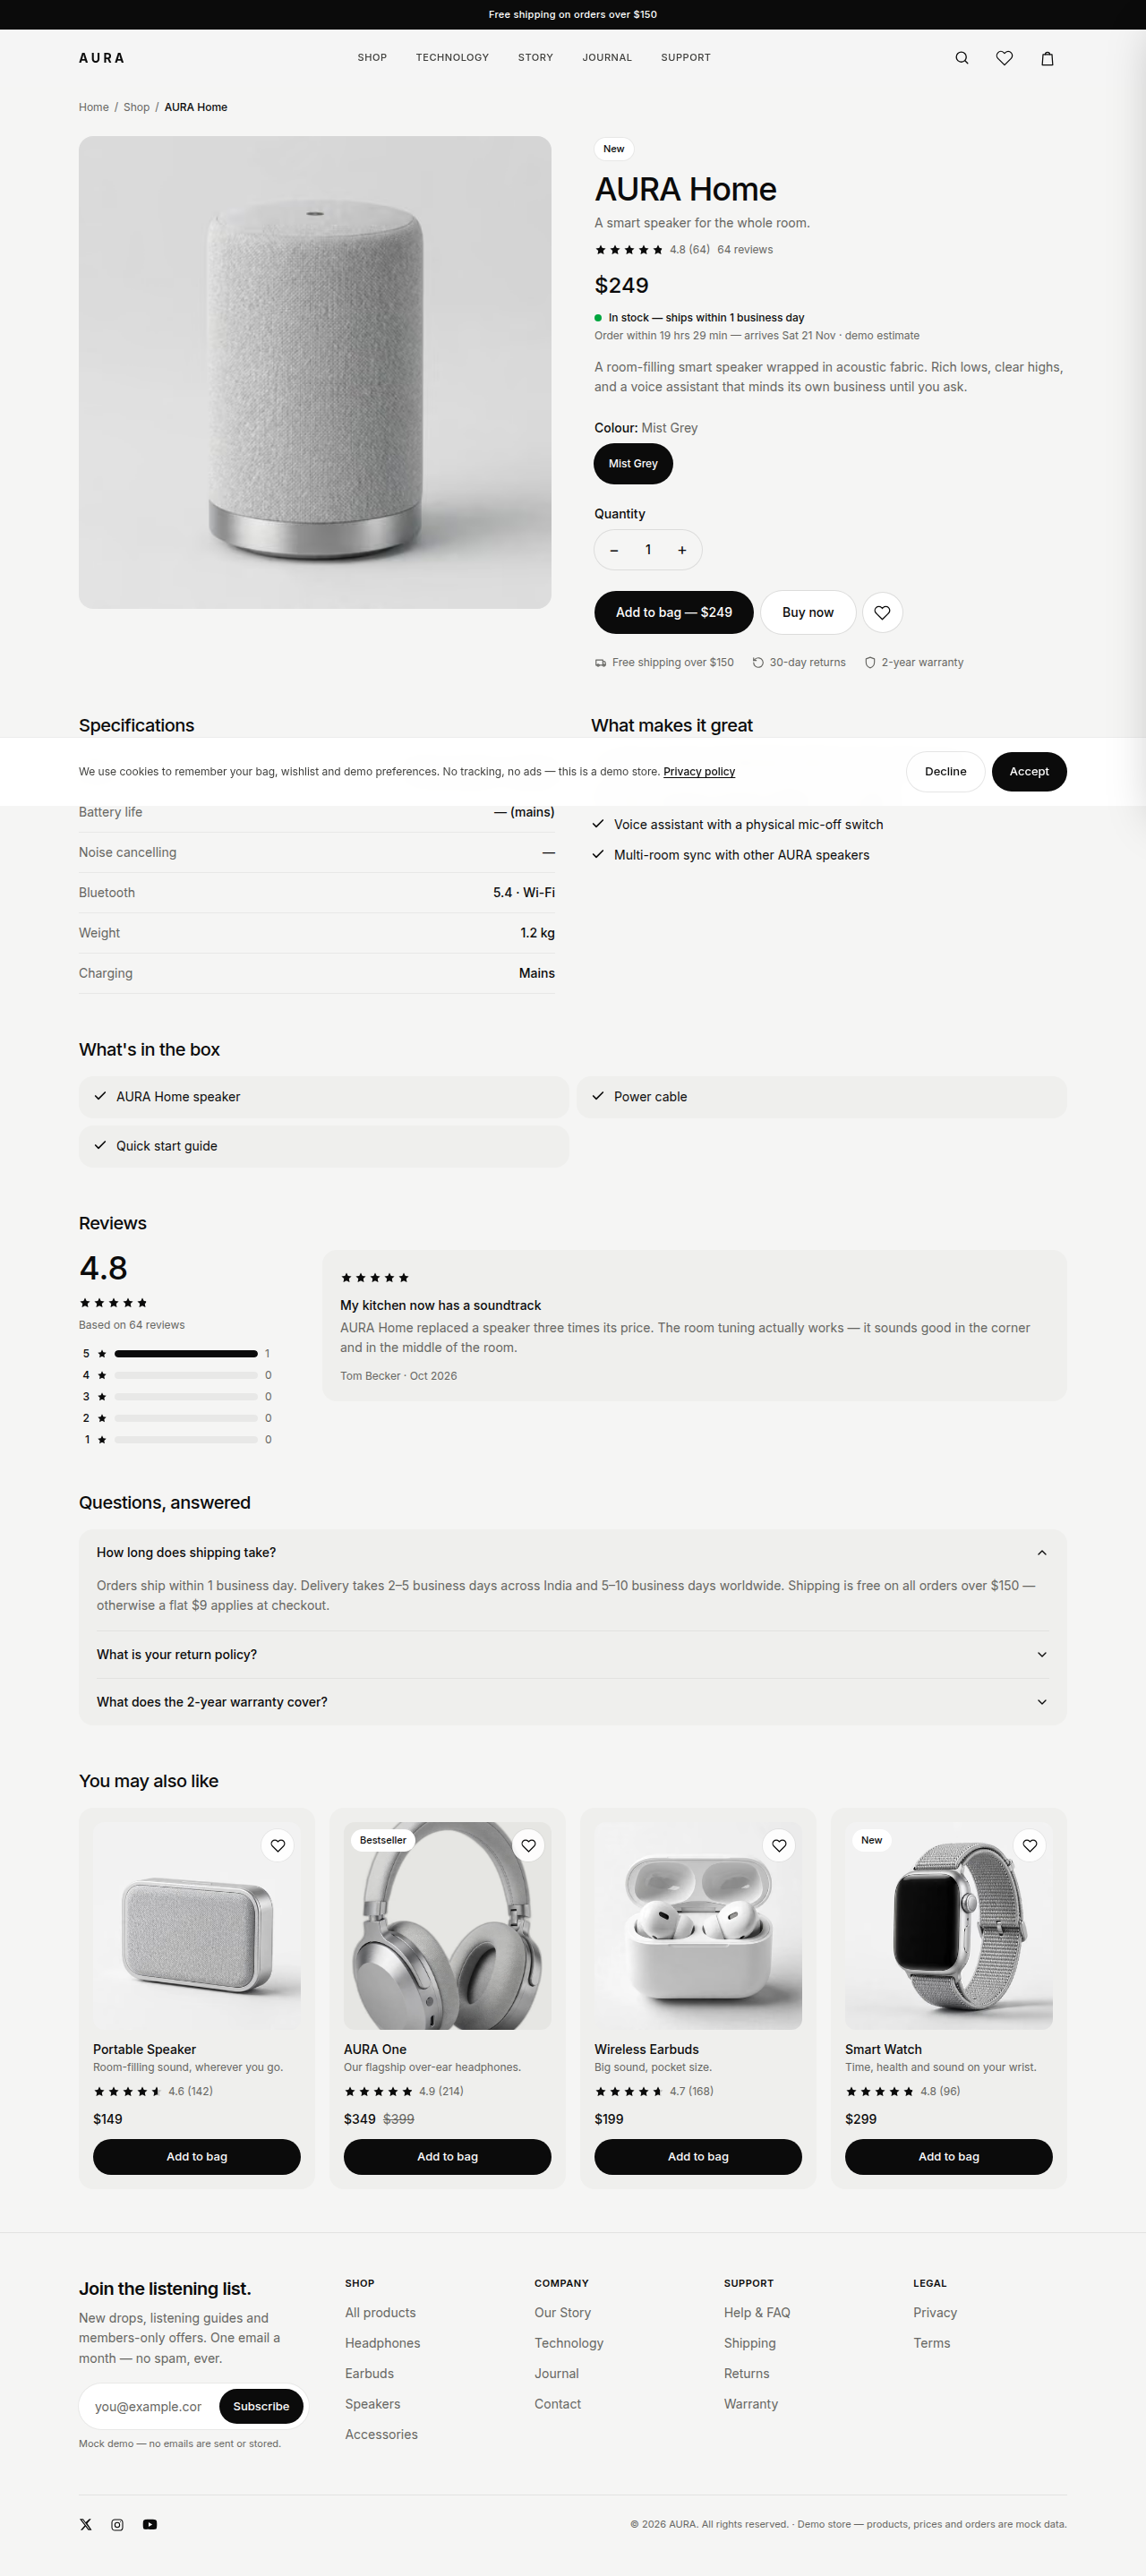 Free shipping on orders over $150
AURA
SHOP TECHNOLOGY STORY JOURNAL SUPPORT
Home / Shop / AURA Home
New
AURA Home
A smart speaker for the whole room.
4.8 (64) 64 reviews
$249
In stock — ships within 1 business day
Order within 19 hrs 29 min — arrives Sat 21 Nov · demo estimate
A room-filling smart speaker wrapped in acoustic fabric. Rich lows, clear highs,
and a voice assistant that minds its own business until you ask.
Colour: Mist Grey
Mist Grey
Quantity
− 1 +
Add to bag — $249
Buy now
Free shipping over $150
30-day returns
2-year warranty
Specifications
What makes it great
We use cookies to remember your bag, wishlist and demo preferences. No tracking, no ads — this is a demo store. Privacy policy
Decline
Accept
Battery life — (mains)
Noise cancelling —
Bluetooth 5.4 · Wi-Fi
Weight 1.2 kg
Charging Mains
Voice assistant with a physical mic-off switch
Multi-room sync with other AURA speakers
What's in the box
AURA Home speaker
Power cable
Quick start guide
Reviews
4.8
Based on 64 reviews
5 1
4 0
3 0
2 0
1 0
My kitchen now has a soundtrack
AURA Home replaced a speaker three times its price. The room tuning actually works — it sounds good in the corner
and in the middle of the room.
Tom Becker · Oct 2026
Questions, answered
How long does shipping take?
Orders ship within 1 business day. Delivery takes 2–5 business days across India and 5–10 business days worldwide. Shipping is free on all orders over $150 —
otherwise a flat $9 applies at checkout.
What is your return policy?
What does the 2-year warranty cover?
You may also like
Portable Speaker
Room-filling sound, wherever you go.
4.6 (142)
$149
Add to bag
Bestseller
AURA One
Our flagship over-ear headphones.
4.9 (214)
$349 $399
Add to bag
Wireless Earbuds
Big sound, pocket size.
4.7 (168)
$199
Add to bag
New
Smart Watch
Time, health and sound on your wrist.
4.8 (96)
$299
Add to bag
Join the listening list.
New drops, listening guides and
members-only offers. One email a
month — no spam, ever.
you@example.cor
Subscribe
Mock demo — no emails are sent or stored.
SHOP
All products
Headphones
Earbuds
Speakers
Accessories
COMPANY
Our Story
Technology
Journal
Contact
SUPPORT
Help & FAQ
Shipping
Returns
Warranty
LEGAL
Privacy
Terms
© 2026 AURA. All rights reserved. · Demo store — products, prices and orders are mock data.